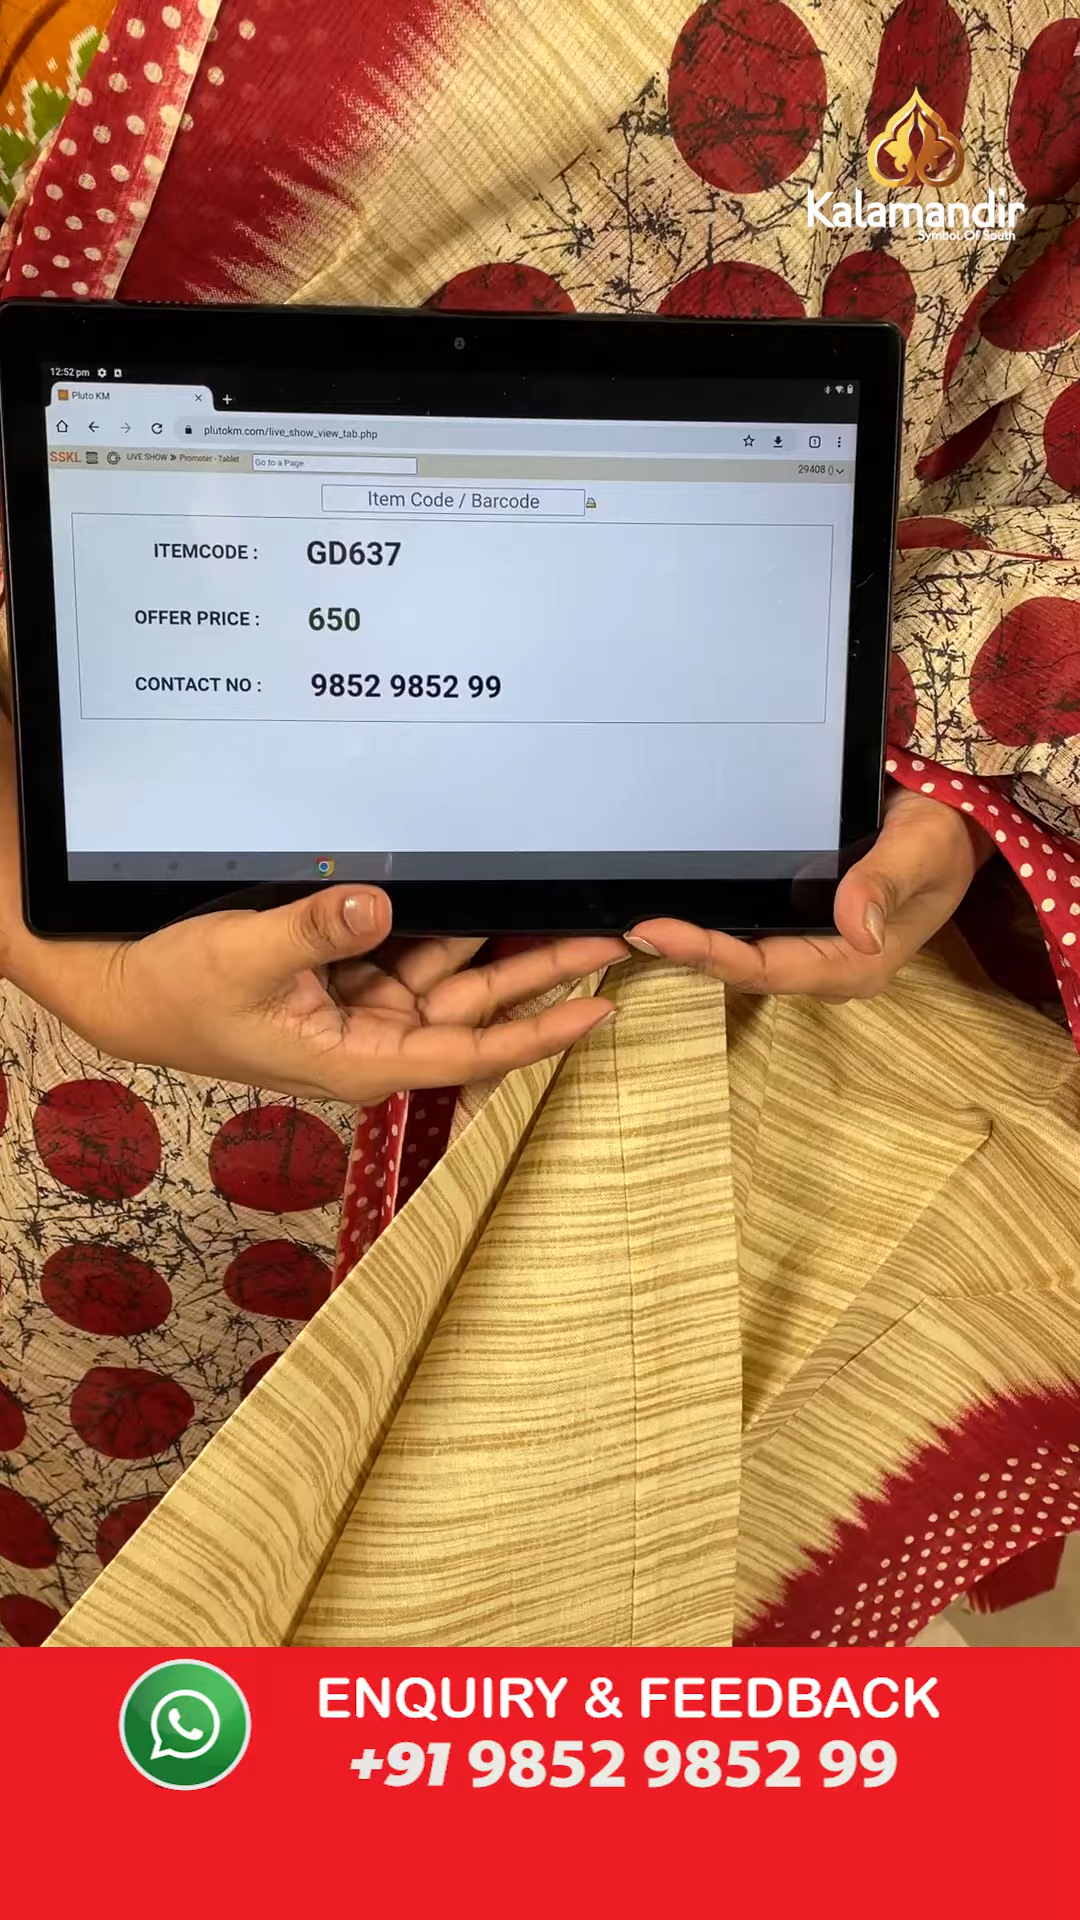 Kalamandir
Symbol Of South
12:52 pm
Pluto KM
plutokm.com/live_show_view_tab.php
SSKL LIVE SHOW » Promoter - Tablet Go to a Page 29408 ()
Item Code / Barcode
ITEMCODE : GD637
OFFER PRICE : 650
CONTACT NO : 9852 9852 99
ENQUIRY & FEEDBACK
+91 9852 9852 99